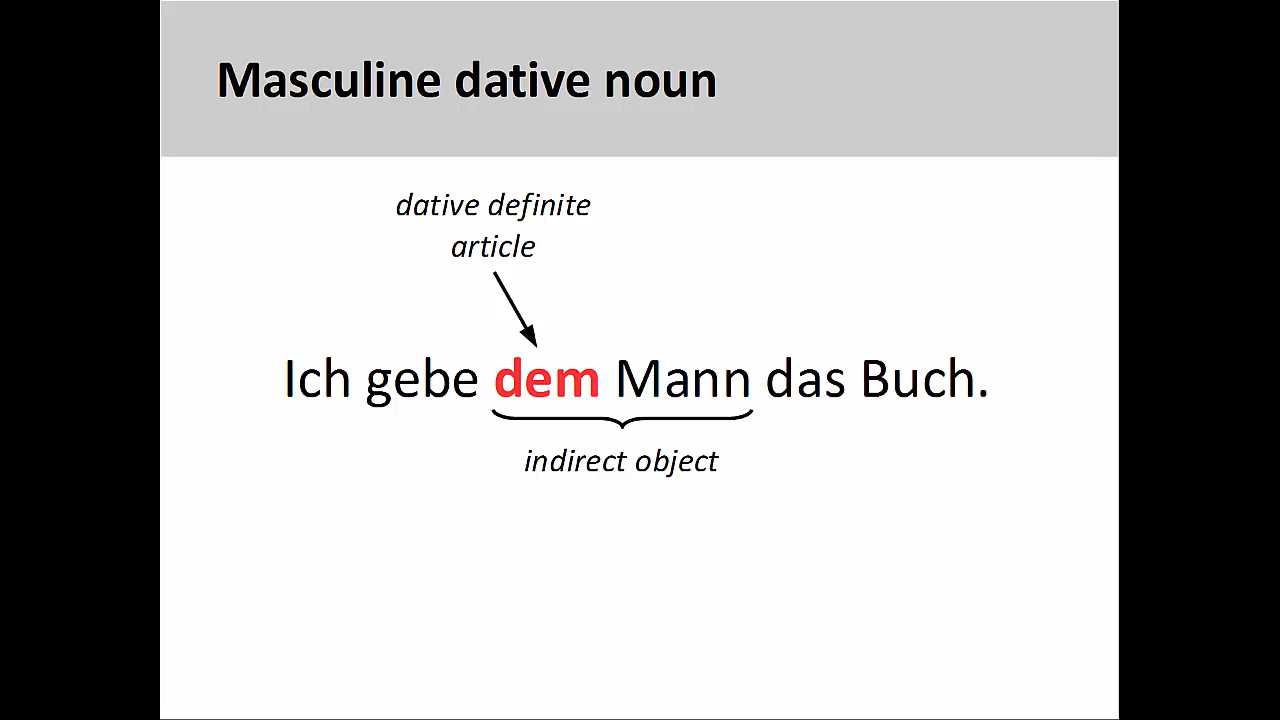 Masculine dative noun
dative definite
article
Ich gebe dem Mann das Buch.
indirect object